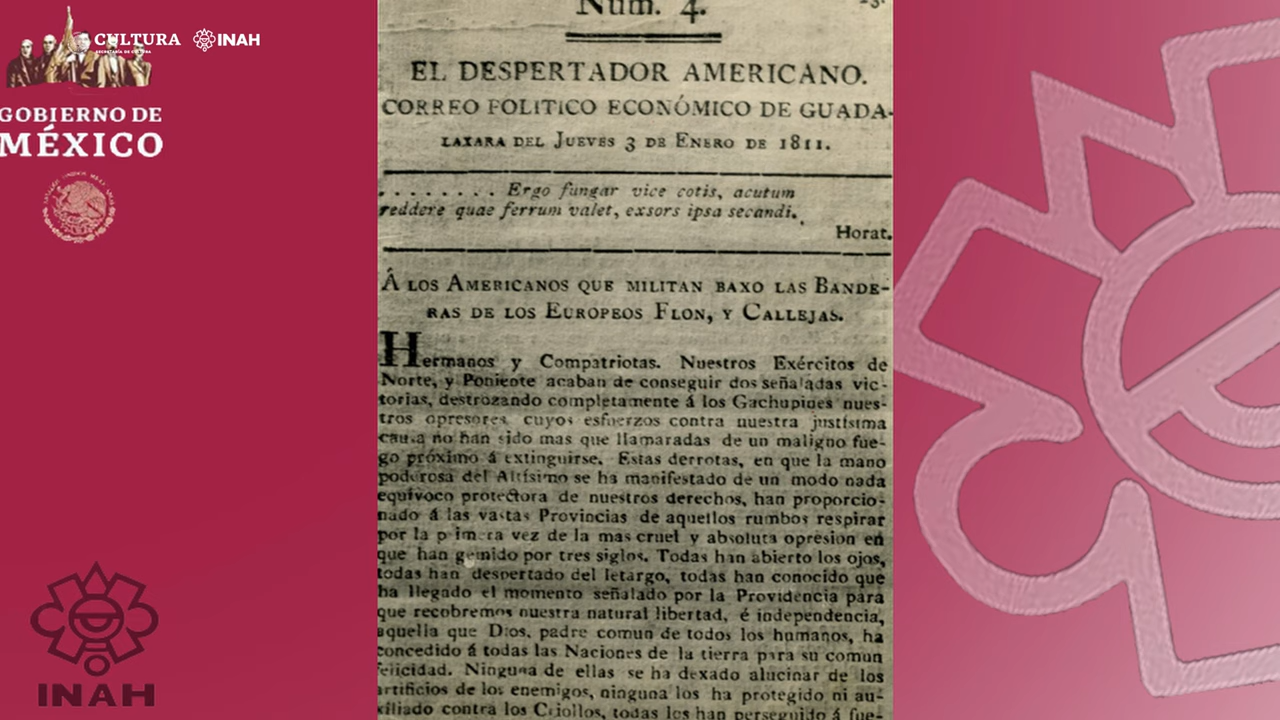 CULTURA
SECRETARÍA DE CULTURA
INAH
GOBIERNO DE
MÉXICO
INAH
Num. 4.
EL DESPERTADOR AMERICANO.
CORREO POLITICO ECONÓMICO DE GUADA-
LAXARA DEL JUEVES 3 DE ENERO DE 1811.
. . . . . . . . Ergo fungar vice cotis, acutum
reddere quae ferrum valet, exsors ipsa secandi.
Horat.
Á LOS AMERICANOS QUE MILITAN BAXO LAS BANDE-
RAS DE LOS EUROPEOS FLON, Y CALLEJAS.
Hermanos y Compatriotas. Nuestros Exércitos de
Norte, y Poniente acaban de conseguir dos señaladas vic-
torias, destrozando completamente á los Gachupines nues-
tros opresores, cuyos esfuerzos contra nuestra justísima
causa no han sido mas que llamaradas de un maligno fue-
go próximo á extinguirse. Estas derrotas, en que la mano
poderosa del Altísimo se ha manifestado de un modo nada
equivoco protectora de nuestros derechos, han proporcio-
nado á las vastas Provincias de aquellos rumbos respirar
por la primera vez de la mas cruel y absoluta opresion en
que han gemido por tres siglos. Todas han abierto los ojos,
todas han despertado del letargo, todas han conocido que
ha llegado el momento señalado por la Providencia para
que recobremos nuestra natural libertad, é independencia,
aquella que Dios, padre comun de todos los humanos, ha
concedido á todas las Naciones de la tierra para su comun
felicidad. Ninguna de ellas se ha dexado alucinar de los
artificios de los enemigos, ninguna los ha protegido ni au-
xiliado contra los Criollos, todas los han perseguido á fue-